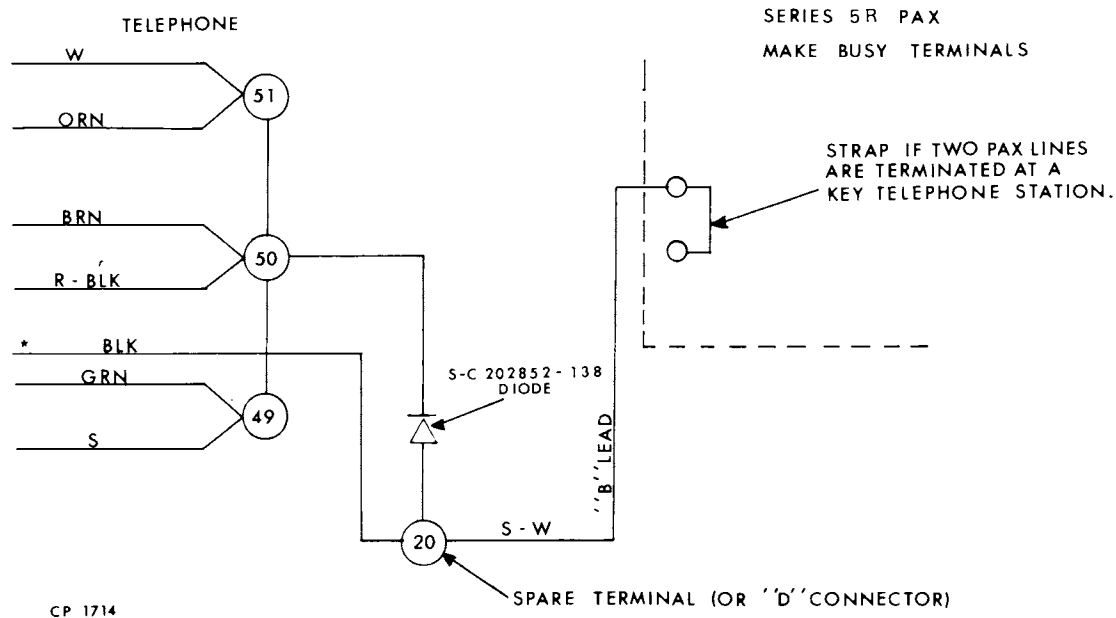 TELEPHONE
SERIES 5R PAX
MAKE BUSY TERMINALS
W
51
ORN
STRAP IF TWO PAX LINES
ARE TERMINATED AT A
KEY TELEPHONE STATION.
BRN
50
R - BLK
* BLK
GRN
S-C 202852-138
DIODE
49
S
"B" LEAD
S - W
20
SPARE TERMINAL (OR "D" CONNECTOR)
CP 1714